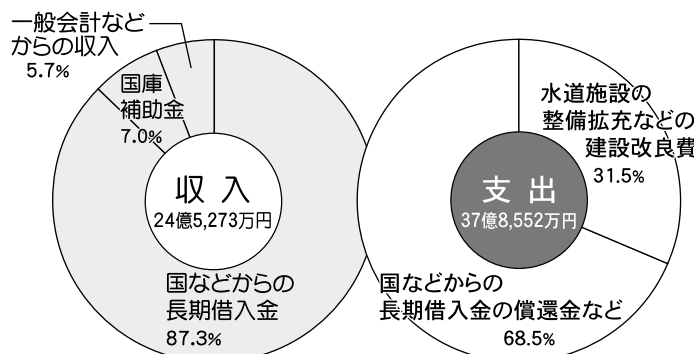 一般会計など
からの収入
5.7%
国庫
補助金
7.0%
収入
24億5,273万円
国などからの
長期借入金
87.3%
水道施設の
整備拡充などの
建設改良費
31.5%
支出
37億8,552万円
国などからの
長期借入金の償還金など
68.5%